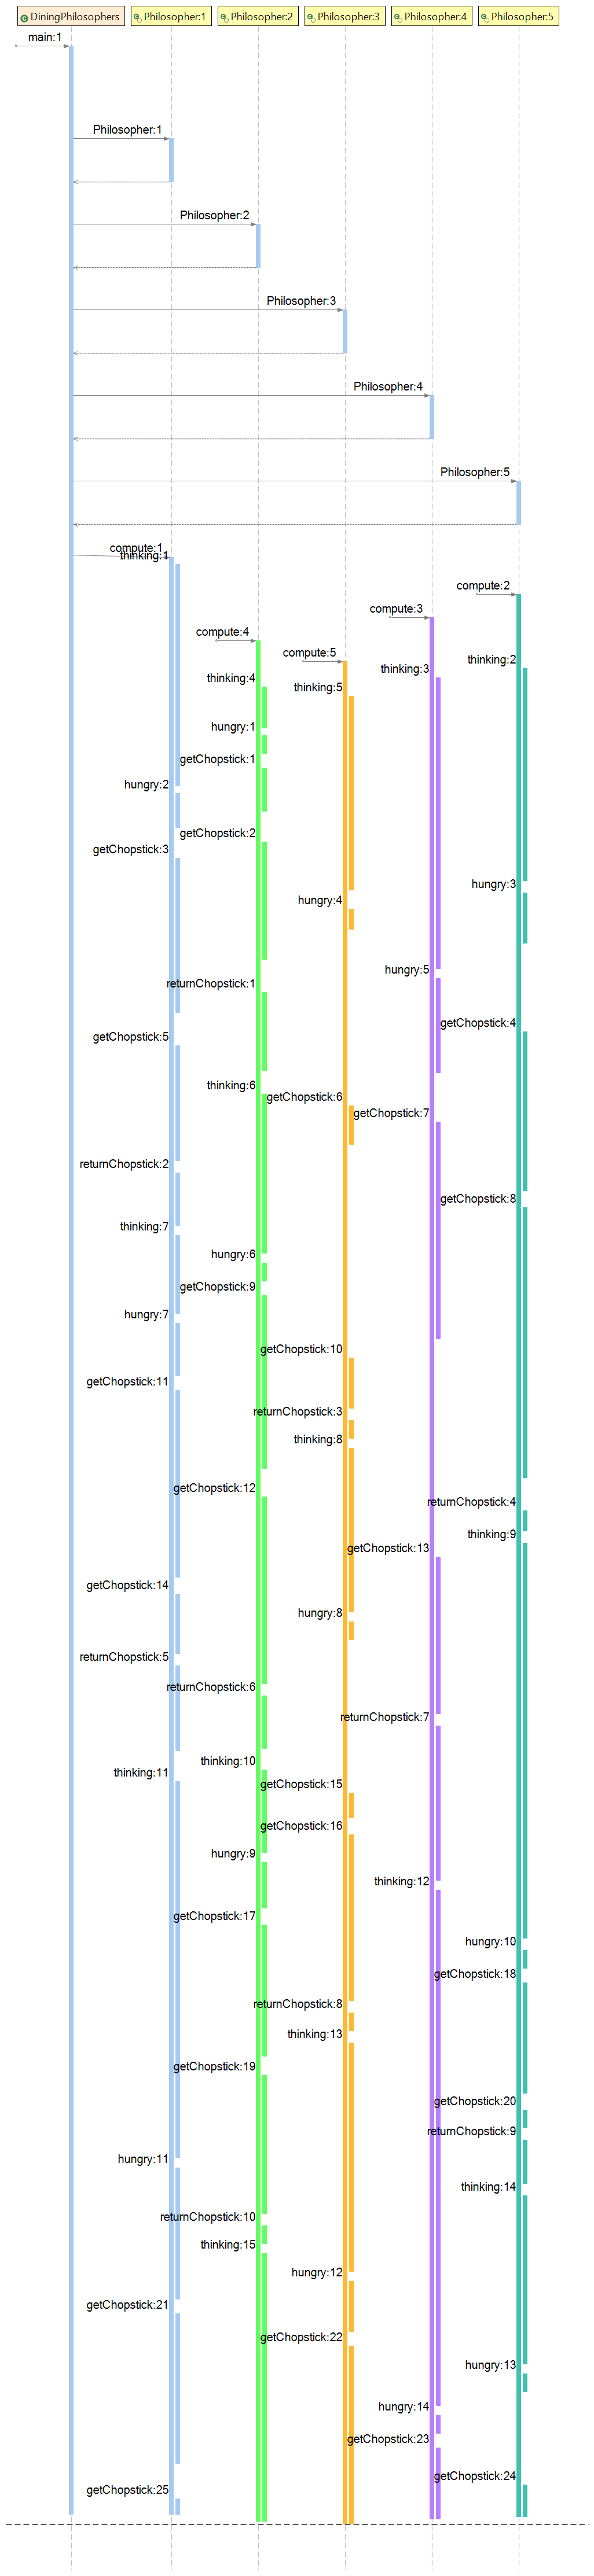 DiningPhilosophers
Philosopher:1
Philosopher:2
Philosopher:3
Philosopher:4
Philosopher:5
main:1
Philosopher:1
Philosopher:2
Philosopher:3
Philosopher:4
Philosopher:5
compute:1
thinking:1
compute:2
compute:3
compute:4
compute:5
thinking:2
thinking:3
thinking:4
thinking:5
hungry:1
getChopstick:1
hungry:2
getChopstick:2
getChopstick:3
hungry:3
hungry:4
hungry:5
returnChopstick:1
getChopstick:4
getChopstick:5
thinking:6
getChopstick:6
getChopstick:7
returnChopstick:2
getChopstick:8
thinking:7
hungry:6
getChopstick:9
hungry:7
getChopstick:10
getChopstick:11
returnChopstick:3
thinking:8
getChopstick:12
returnChopstick:4
thinking:9
getChopstick:13
getChopstick:14
hungry:8
returnChopstick:5
returnChopstick:6
returnChopstick:7
thinking:10
thinking:11
getChopstick:15
getChopstick:16
hungry:9
thinking:12
getChopstick:17
hungry:10
getChopstick:18
returnChopstick:8
thinking:13
getChopstick:19
getChopstick:20
returnChopstick:9
hungry:11
thinking:14
returnChopstick:10
thinking:15
hungry:12
getChopstick:21
getChopstick:22
hungry:13
hungry:14
getChopstick:23
getChopstick:24
getChopstick:25